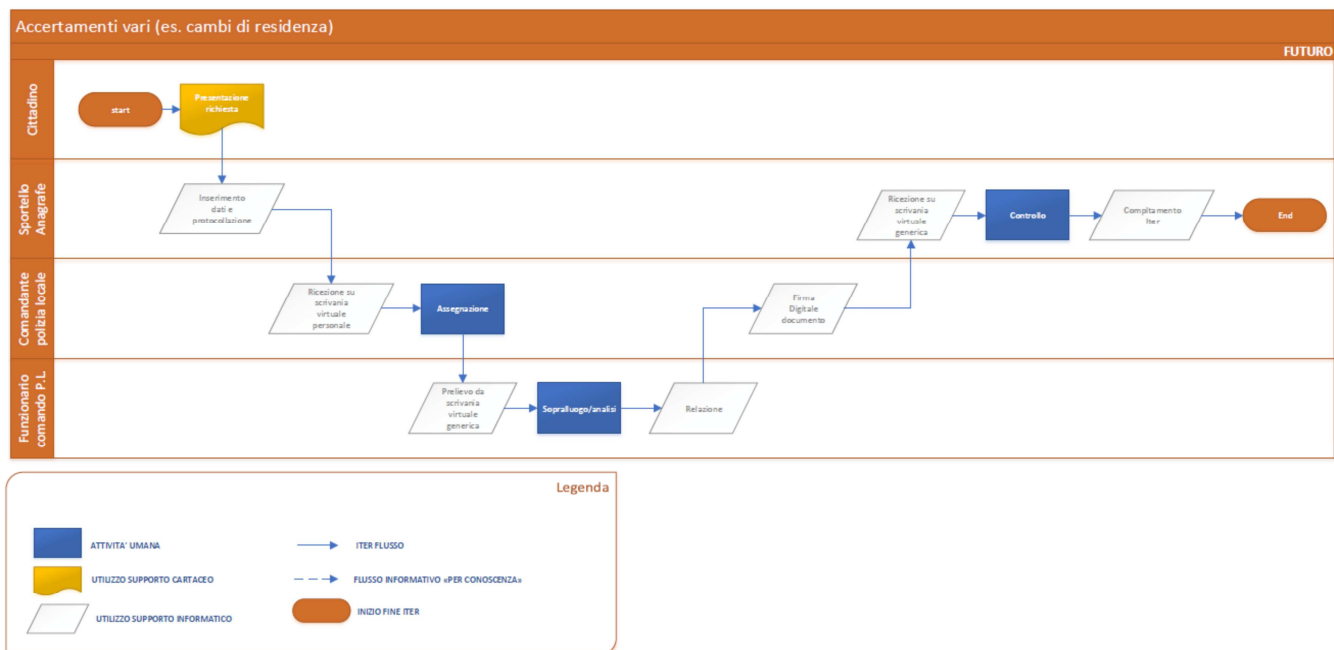 Accertamenti vari (es. cambi di residenza)
FUTURO
Cittadino
start
Presentazione
richiesta
Sportello
Anagrafe
Inserimento
dati e
protocollazione
Ricezione su
scrivania
virtuale
generica
Controllo
Compltamento
Iter
End
Comandante
polizia locale
Ricezione su
scrivania
virtuale
personale
Assegnazione
Firma
Digitale
documento
Funzionario
comando P.L
Prelievo da
scrivania
virtuale
generica
Sopralluogo/analisi
Relazione
Legenda
ATTIVITA' UMANA
ITER FLUSSO
UTILIZZO SUPPORTO CARTACEO
FLUSSO INFORMATIVO «PER CONOSCENZA»
UTILIZZO SUPPORTO INFORMATICO
INIZIO FINE ITER